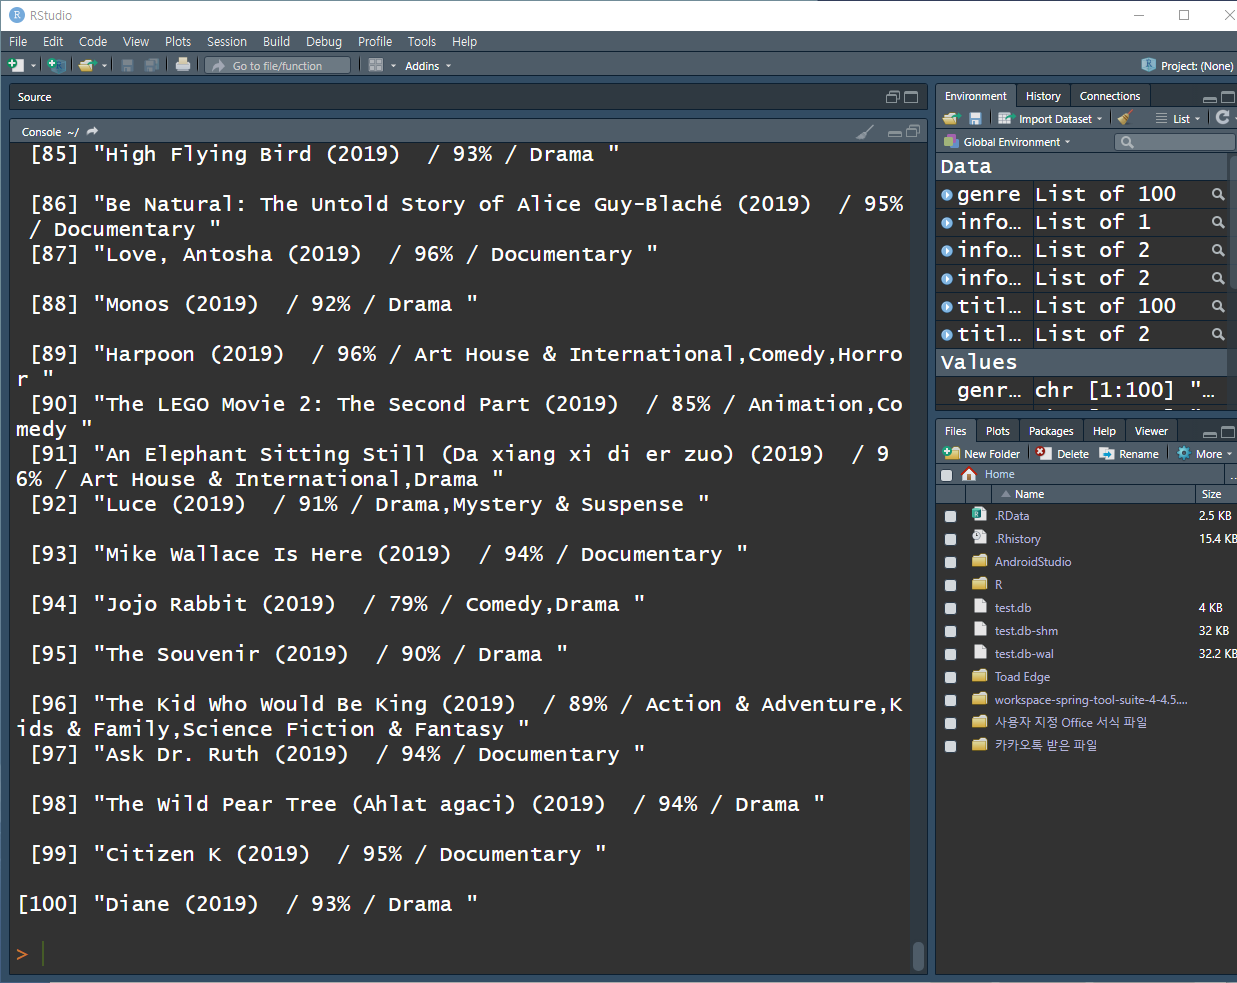 RStudio
File Edit Code View Plots Session Build Debug Profile Tools Help
Go to file/function Addins Project: (None)
Source
Console ~/
[85] "High Flying Bird (2019)  / 93% / Drama "
[86] "Be Natural: The Untold Story of Alice Guy-Blaché (2019)  / 95%
/ Documentary "
[87] "Love, Antosha (2019)  / 96% / Documentary "
[88] "Monos (2019)  / 92% / Drama "
[89] "Harpoon (2019)  / 96% / Art House & International,Comedy,Horro
r "
[90] "The LEGO Movie 2: The Second Part (2019)  / 85% / Animation,Co
medy "
[91] "An Elephant Sitting Still (Da xiang xi di er zuo) (2019)  / 9
6% / Art House & International,Drama "
[92] "Luce (2019)  / 91% / Drama,Mystery & Suspense "
[93] "Mike Wallace Is Here (2019)  / 94% / Documentary "
[94] "Jojo Rabbit (2019)  / 79% / Comedy,Drama "
[95] "The Souvenir (2019)  / 90% / Drama "
[96] "The Kid Who Would Be King (2019)  / 89% / Action & Adventure,K
ids & Family,Science Fiction & Fantasy "
[97] "Ask Dr. Ruth (2019)  / 94% / Documentary "
[98] "The Wild Pear Tree (Ahlat agaci) (2019)  / 94% / Drama "
[99] "Citizen K (2019)  / 95% / Documentary "
[100] "Diane (2019)  / 93% / Drama "
>
Environment History Connections
Import Dataset List
Global Environment
Data
genre List of 100
info… List of 1
info… List of 2
info… List of 2
titl… List of 100
titl… List of 2
Values
genr… chr [1:100] "…
Files Plots Packages Help Viewer
New Folder Delete Rename More
Home
Name Size
.RData 2.5 KB
.Rhistory 15.4 KB
AndroidStudio
R
test.db 4 KB
test.db-shm 32 KB
test.db-wal 32.2 KB
Toad Edge
workspace-spring-tool-suite-4-4.5....
사용자 지정 Office 서식 파일
카카오톡 받은 파일